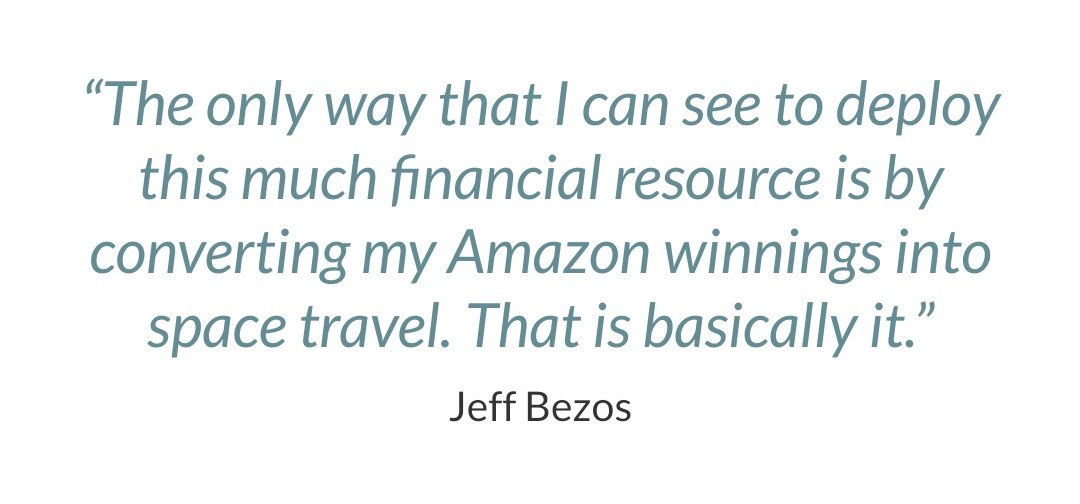 “The only way that I can see to deploy
this much financial resource is by
converting my Amazon winnings into
space travel. That is basically it.”
Jeff Bezos